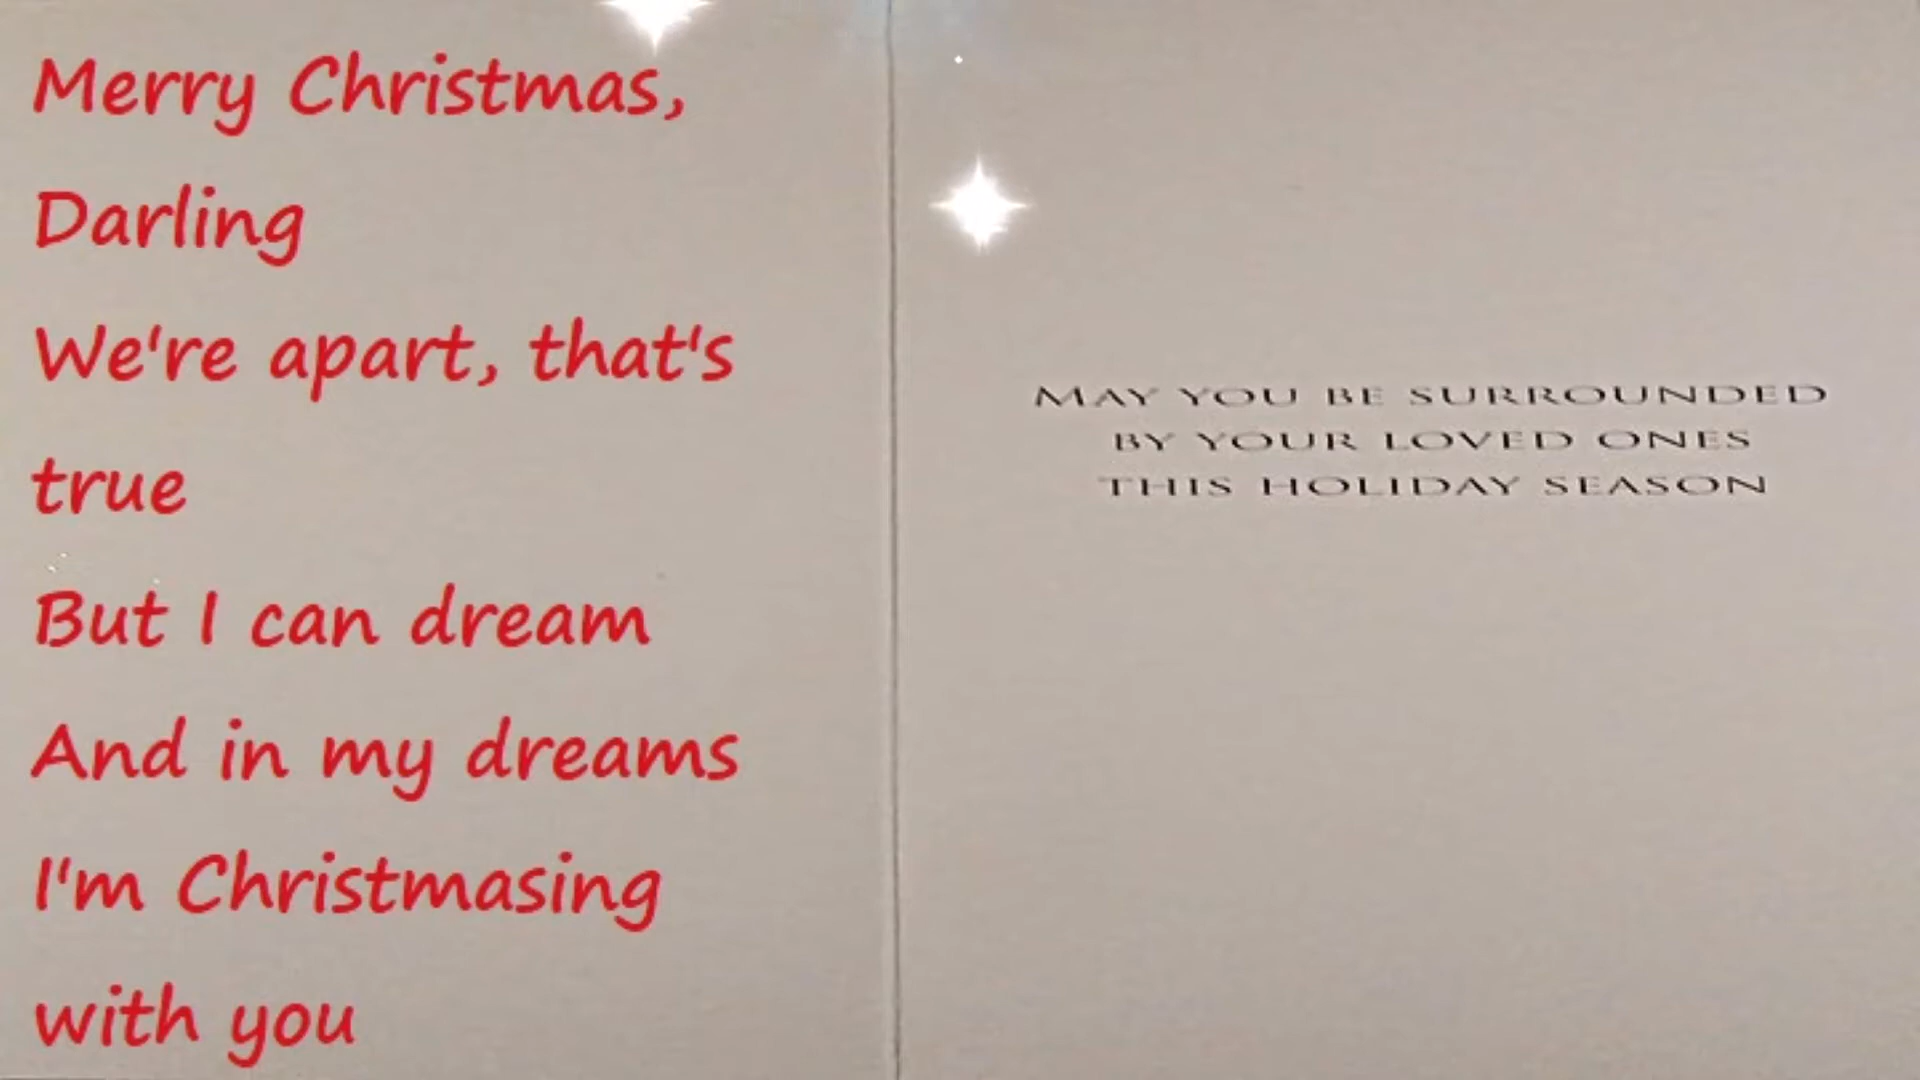 Merry Christmas,
Darling
We're apart, that's
true
But I can dream
And in my dreams
I'm Christmasing
with you
MAY YOU BE SURROUNDED
BY YOUR LOVED ONES
THIS HOLIDAY SEASON